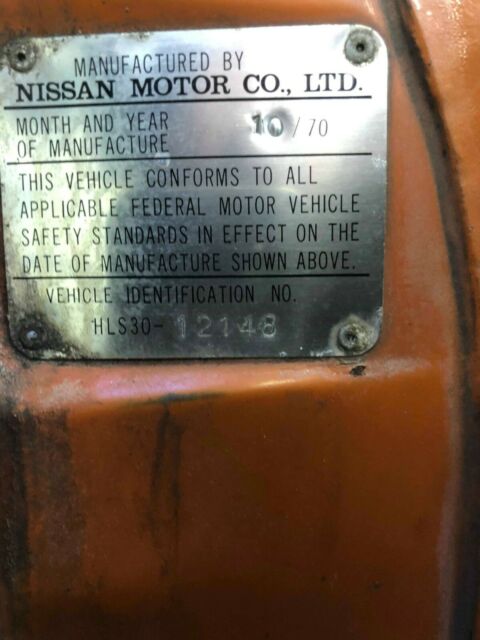 MANUFACTURED BY
NISSAN MOTOR CO., LTD.
MONTH AND YEAR
OF MANUFACTURE 10/70
THIS VEHICLE CONFORMS TO ALL
APPLICABLE FEDERAL MOTOR VEHICLE
SAFETY STANDARDS IN EFFECT ON THE
DATE OF MANUFACTURE SHOWN ABOVE.
VEHICLE IDENTIFICATION NO.
HLS30-12148